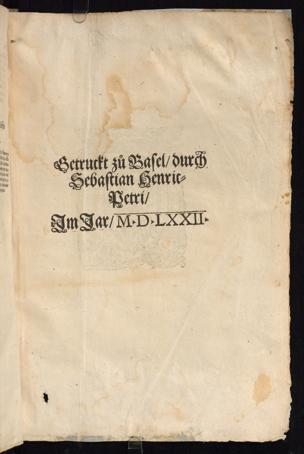 Getruckt zů Basel/ durch
Sebastian Henric-
Petri/
Im Jar/ M·D·LXXII·